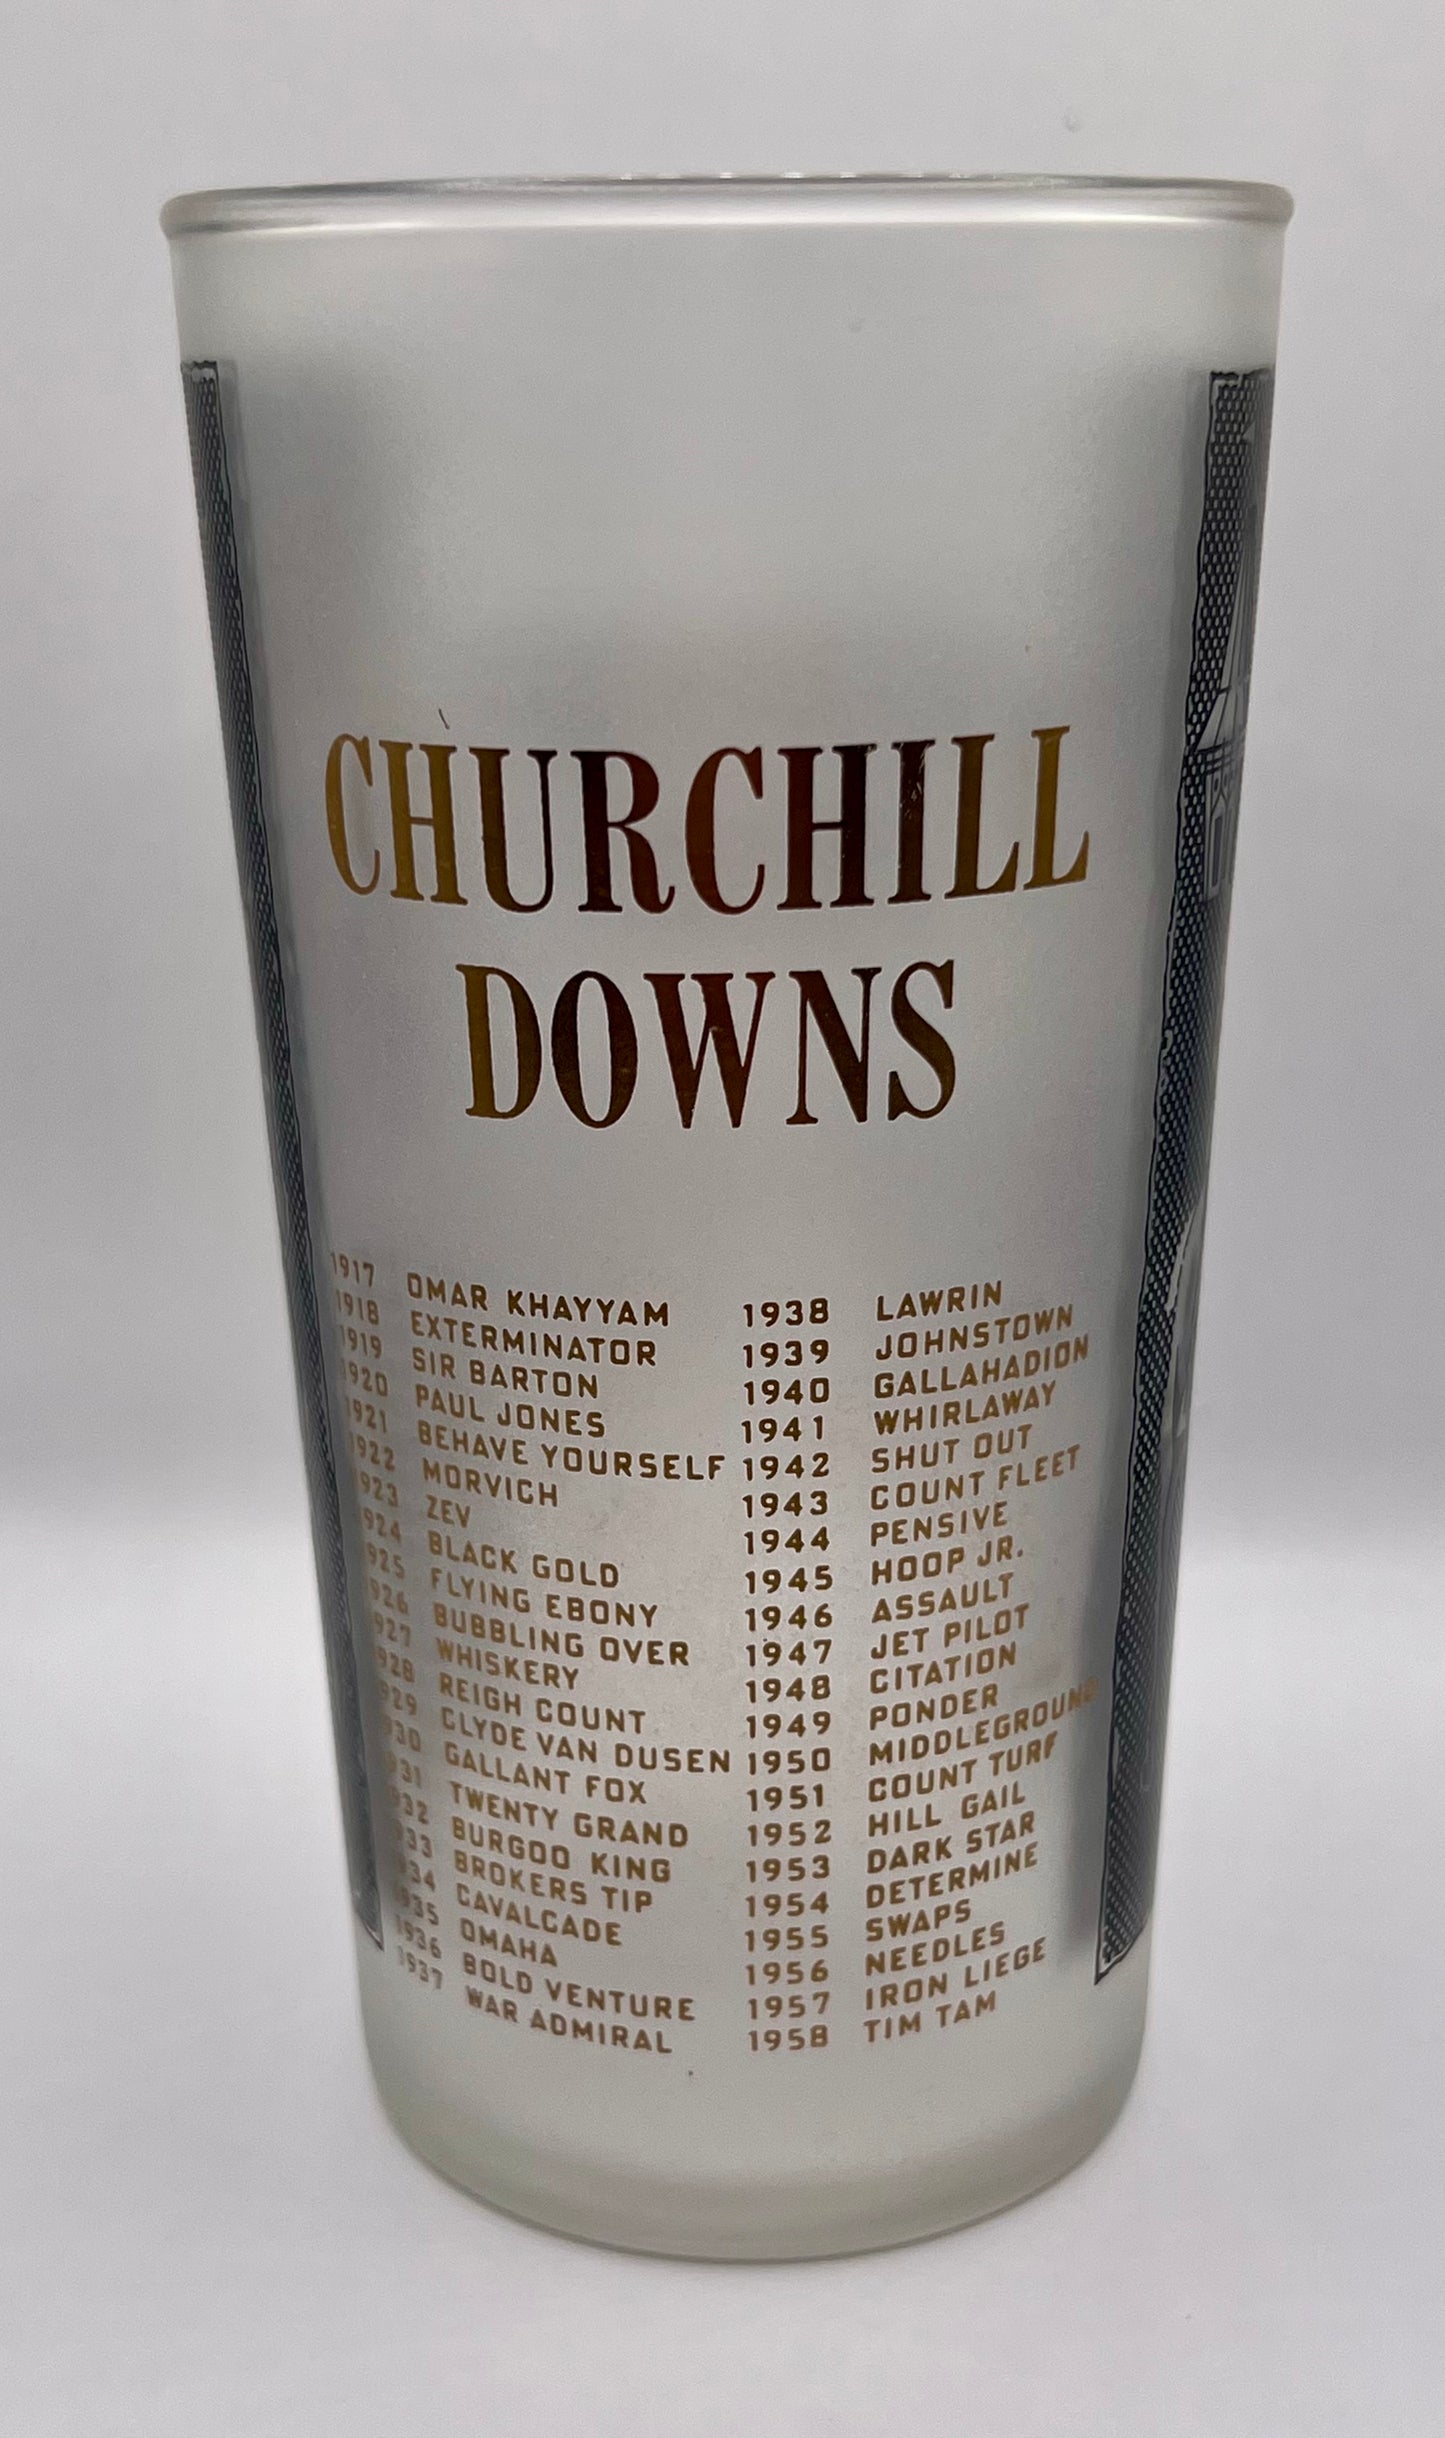 CHURCHILL
DOWNS
1917 OMAR KHAYYAM
1918 EXTERMINATOR
1919 SIR BARTON
1920 PAUL JONES
1921 BEHAVE YOURSELF
1922 MORVICH
1923 ZEV
1924 BLACK GOLD
1925 FLYING EBONY
1926 BUBBLING OVER
1927 WHISKERY
1928 REIGH COUNT
1929 CLYDE VAN DUSEN
1930 GALLANT FOX
1931 TWENTY GRAND
1932 BURGOO KING
1933 BROKERS TIP
1934 CAVALCADE
1935 OMAHA
1936 BOLD VENTURE
1937 WAR ADMIRAL
1938 LAWRIN
1939 JOHNSTOWN
1940 GALLAHADION
1941 WHIRLAWAY
1942 SHUT OUT
1943 COUNT FLEET
1944 PENSIVE
1945 HOOP JR.
1946 ASSAULT
1947 JET PILOT
1948 CITATION
1949 PONDER
1950 MIDDLEGROUND
1951 COUNT TURF
1952 HILL GAIL
1953 DARK STAR
1954 DETERMINE
1955 SWAPS
1956 NEEDLES
1957 IRON LIEGE
1958 TIM TAM